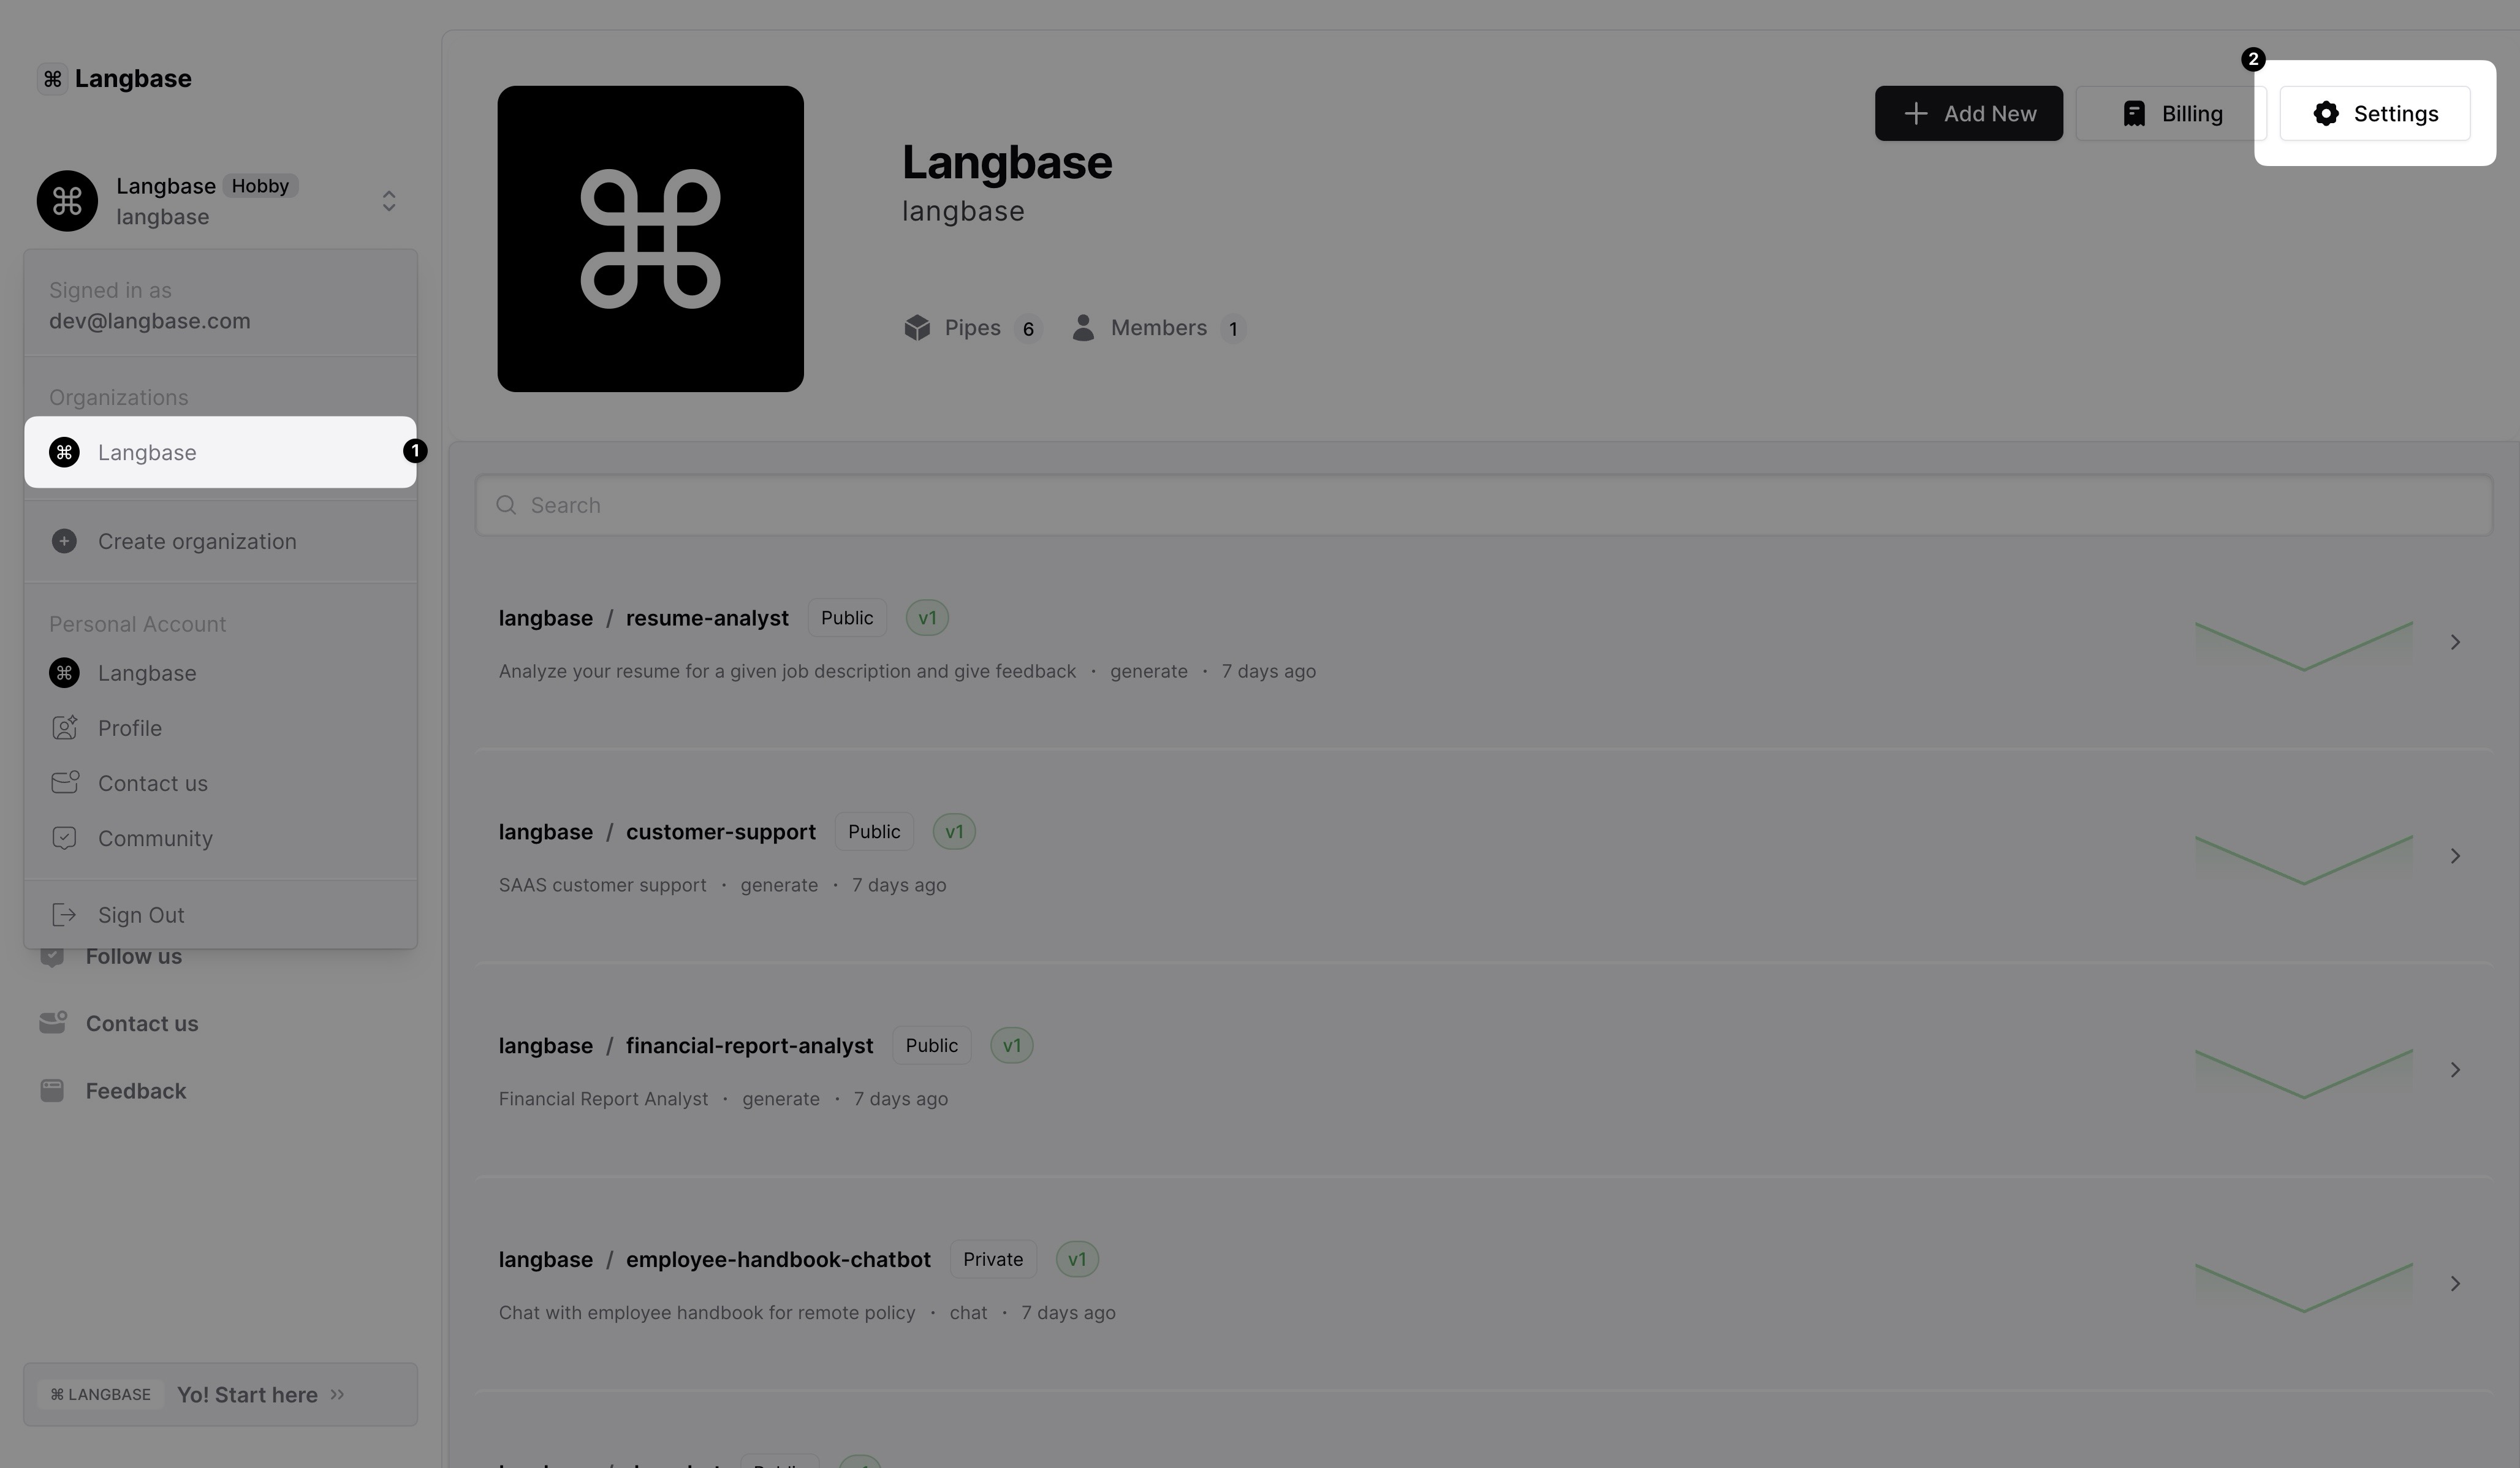 Langbase
Langbase Hobby
langbase
Signed in as
dev@langbase.com
Organizations
Langbase
1
Create organization
Personal Account
Langbase
Profile
Contact us
Community
Sign Out
Follow us
Contact us
Feedback
LANGBASE Yo! Start here
2
Add New Billing Settings
Langbase
langbase
Pipes 6 Members 1
Search
langbase / resume-analyst Public v1
Analyze your resume for a given job description and give feedback · generate · 7 days ago
langbase / customer-support Public v1
SAAS customer support · generate · 7 days ago
langbase / financial-report-analyst Public v1
Financial Report Analyst · generate · 7 days ago
langbase / employee-handbook-chatbot Private v1
Chat with employee handbook for remote policy · chat · 7 days ago